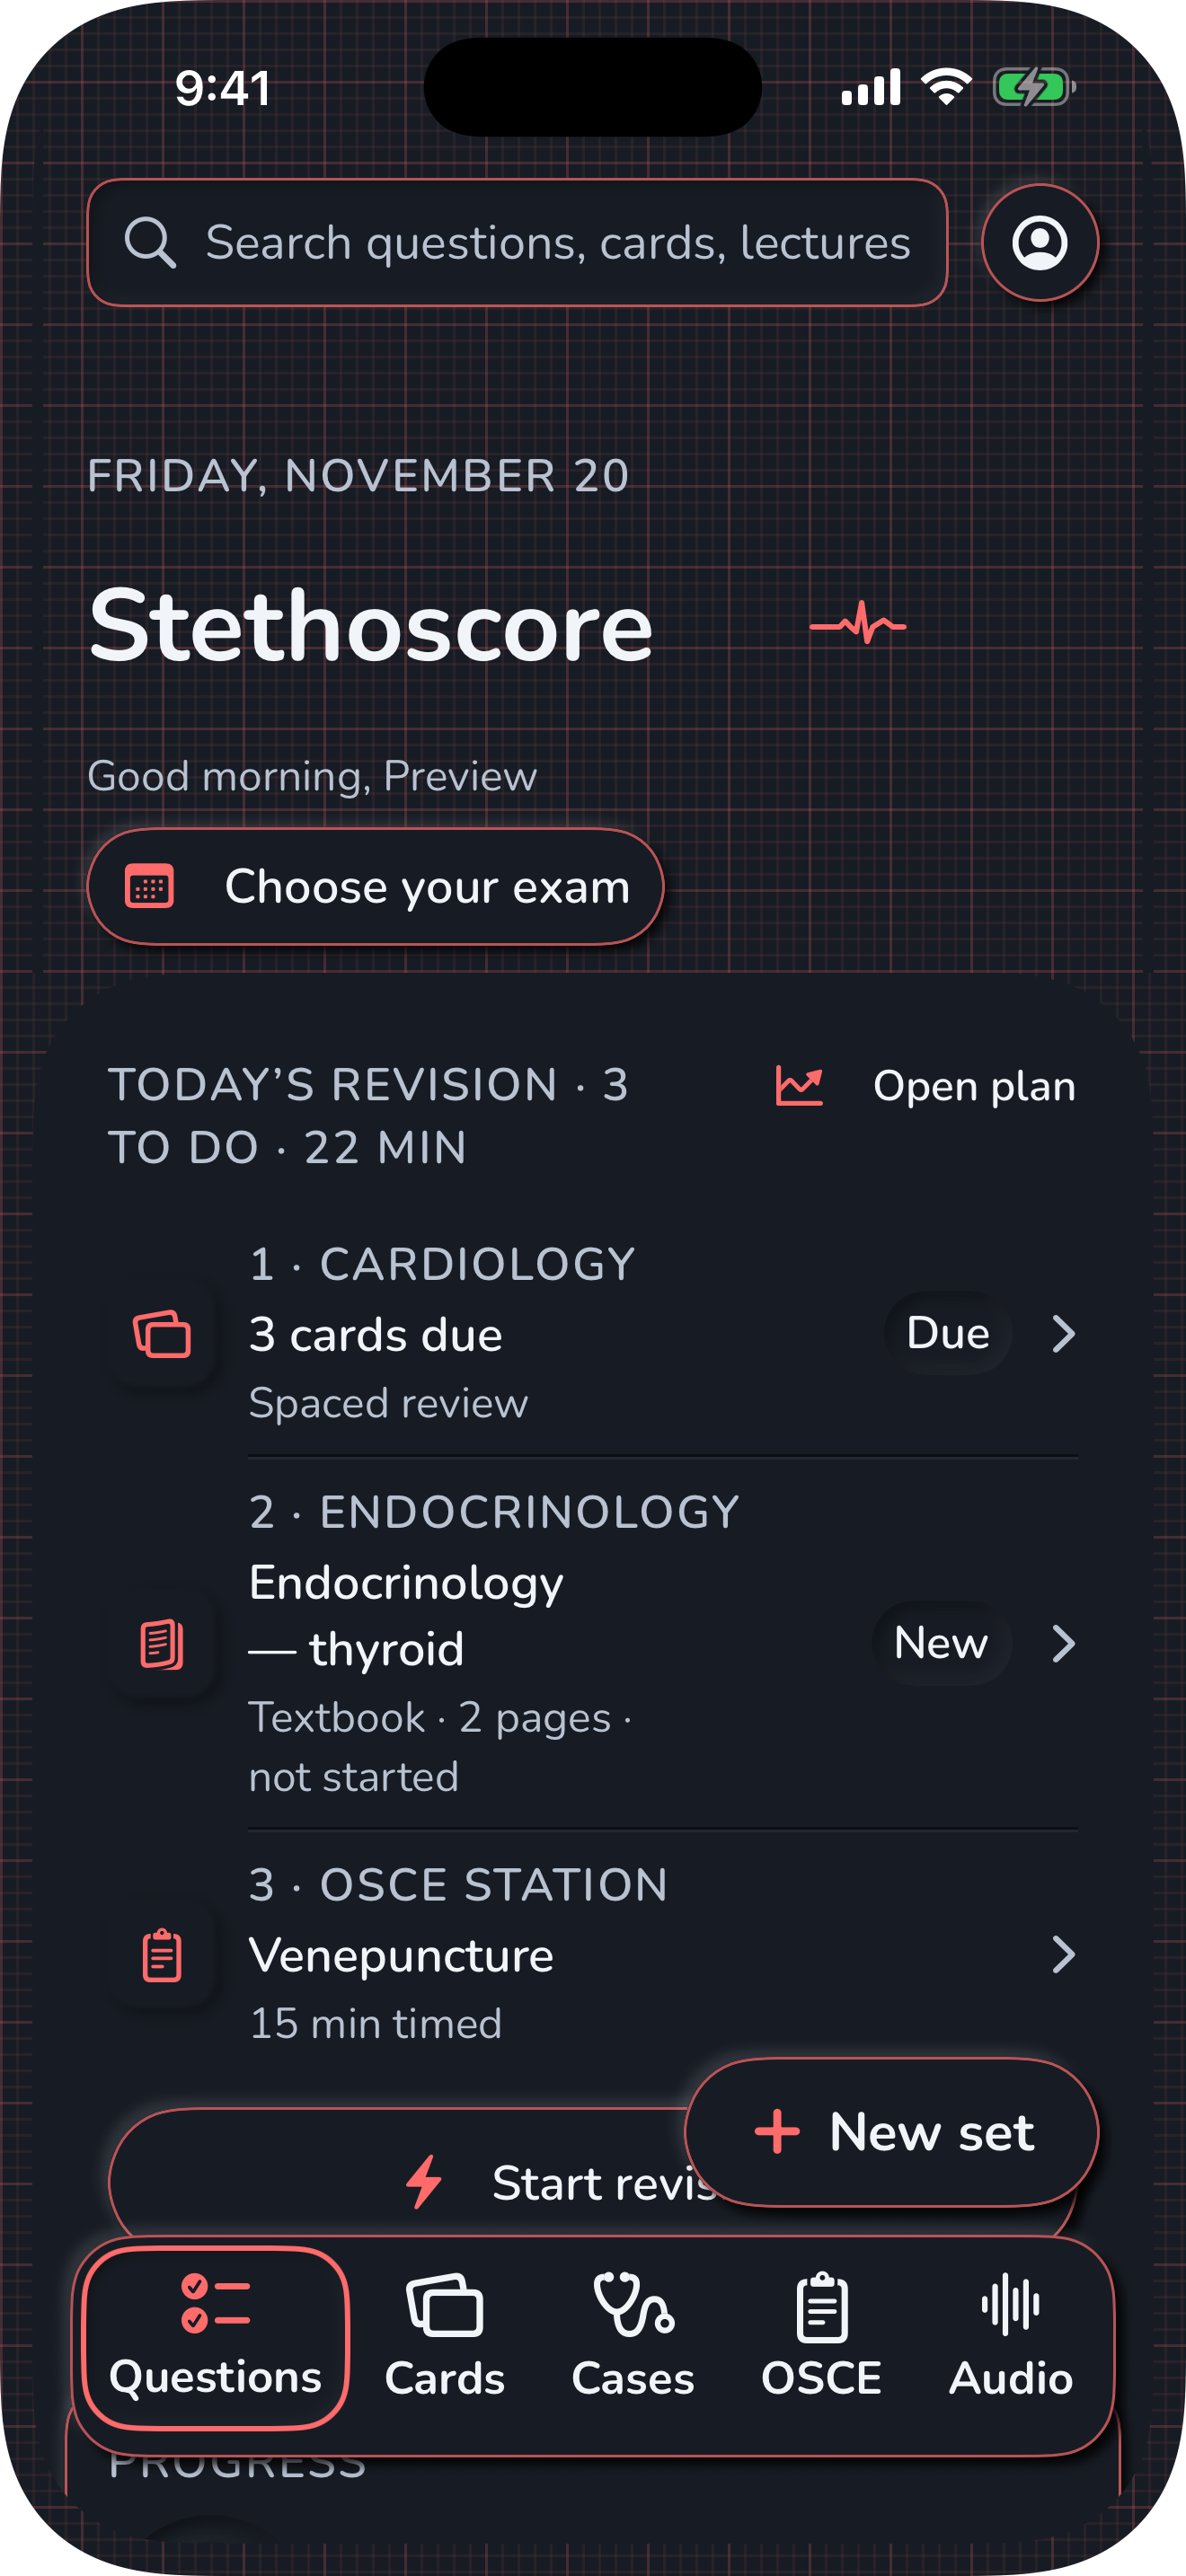 9:41
Search questions, cards, lectures
FRIDAY, NOVEMBER 20
Stethoscore
Good morning, Preview
Choose your exam
TODAY’S REVISION · 3
TO DO · 22 MIN
Open plan
1 · CARDIOLOGY
3 cards due
Spaced review
Due
2 · ENDOCRINOLOGY
Endocrinology
— thyroid
Textbook · 2 pages ·
not started
New
3 · OSCE STATION
Venepuncture
15 min timed
New set
Start
Questions
Cards
Cases
OSCE
Audio
PROGRESS